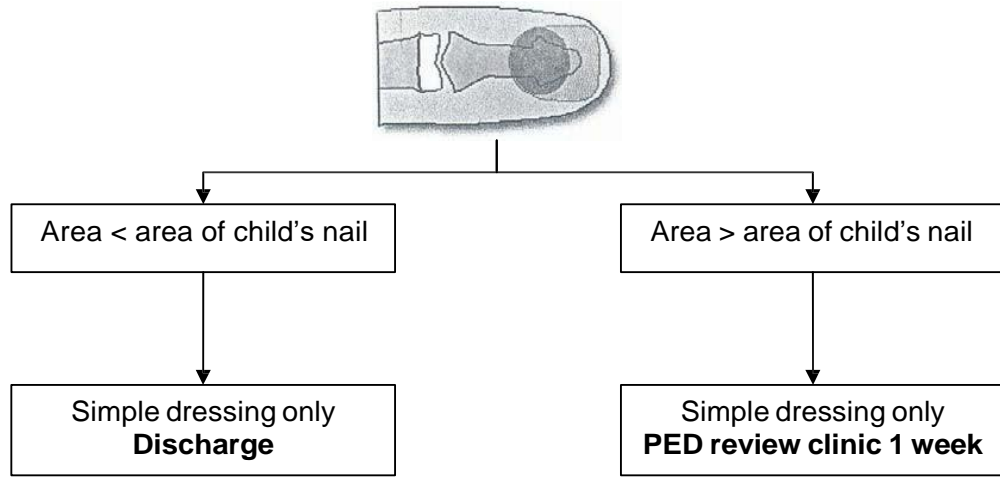 Area < area of child’s nail
Area > area of child’s nail
Simple dressing only
Discharge
Simple dressing only
PED review clinic 1 week